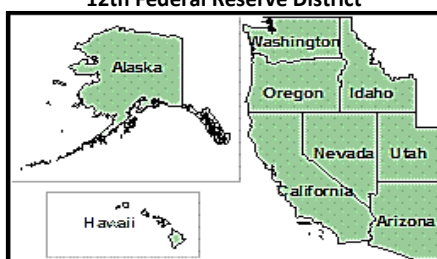 12th Federal Reserve District
Washington
Alaska
Oregon
Idaho
Nevada
Utah
California
Hawaii
Arizona